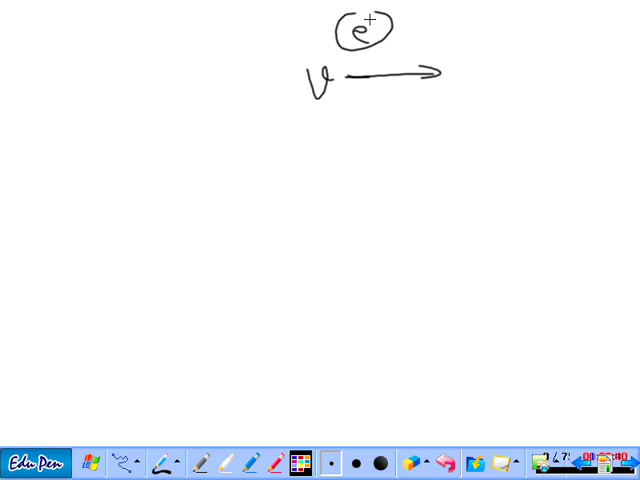 (e)
v →
Edu Pen